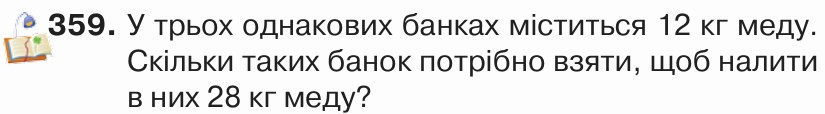 359. У трьох однакових банках міститься 12 кг меду.
Скільки таких банок потрібно взяти, щоб налити
в них 28 кг меду?